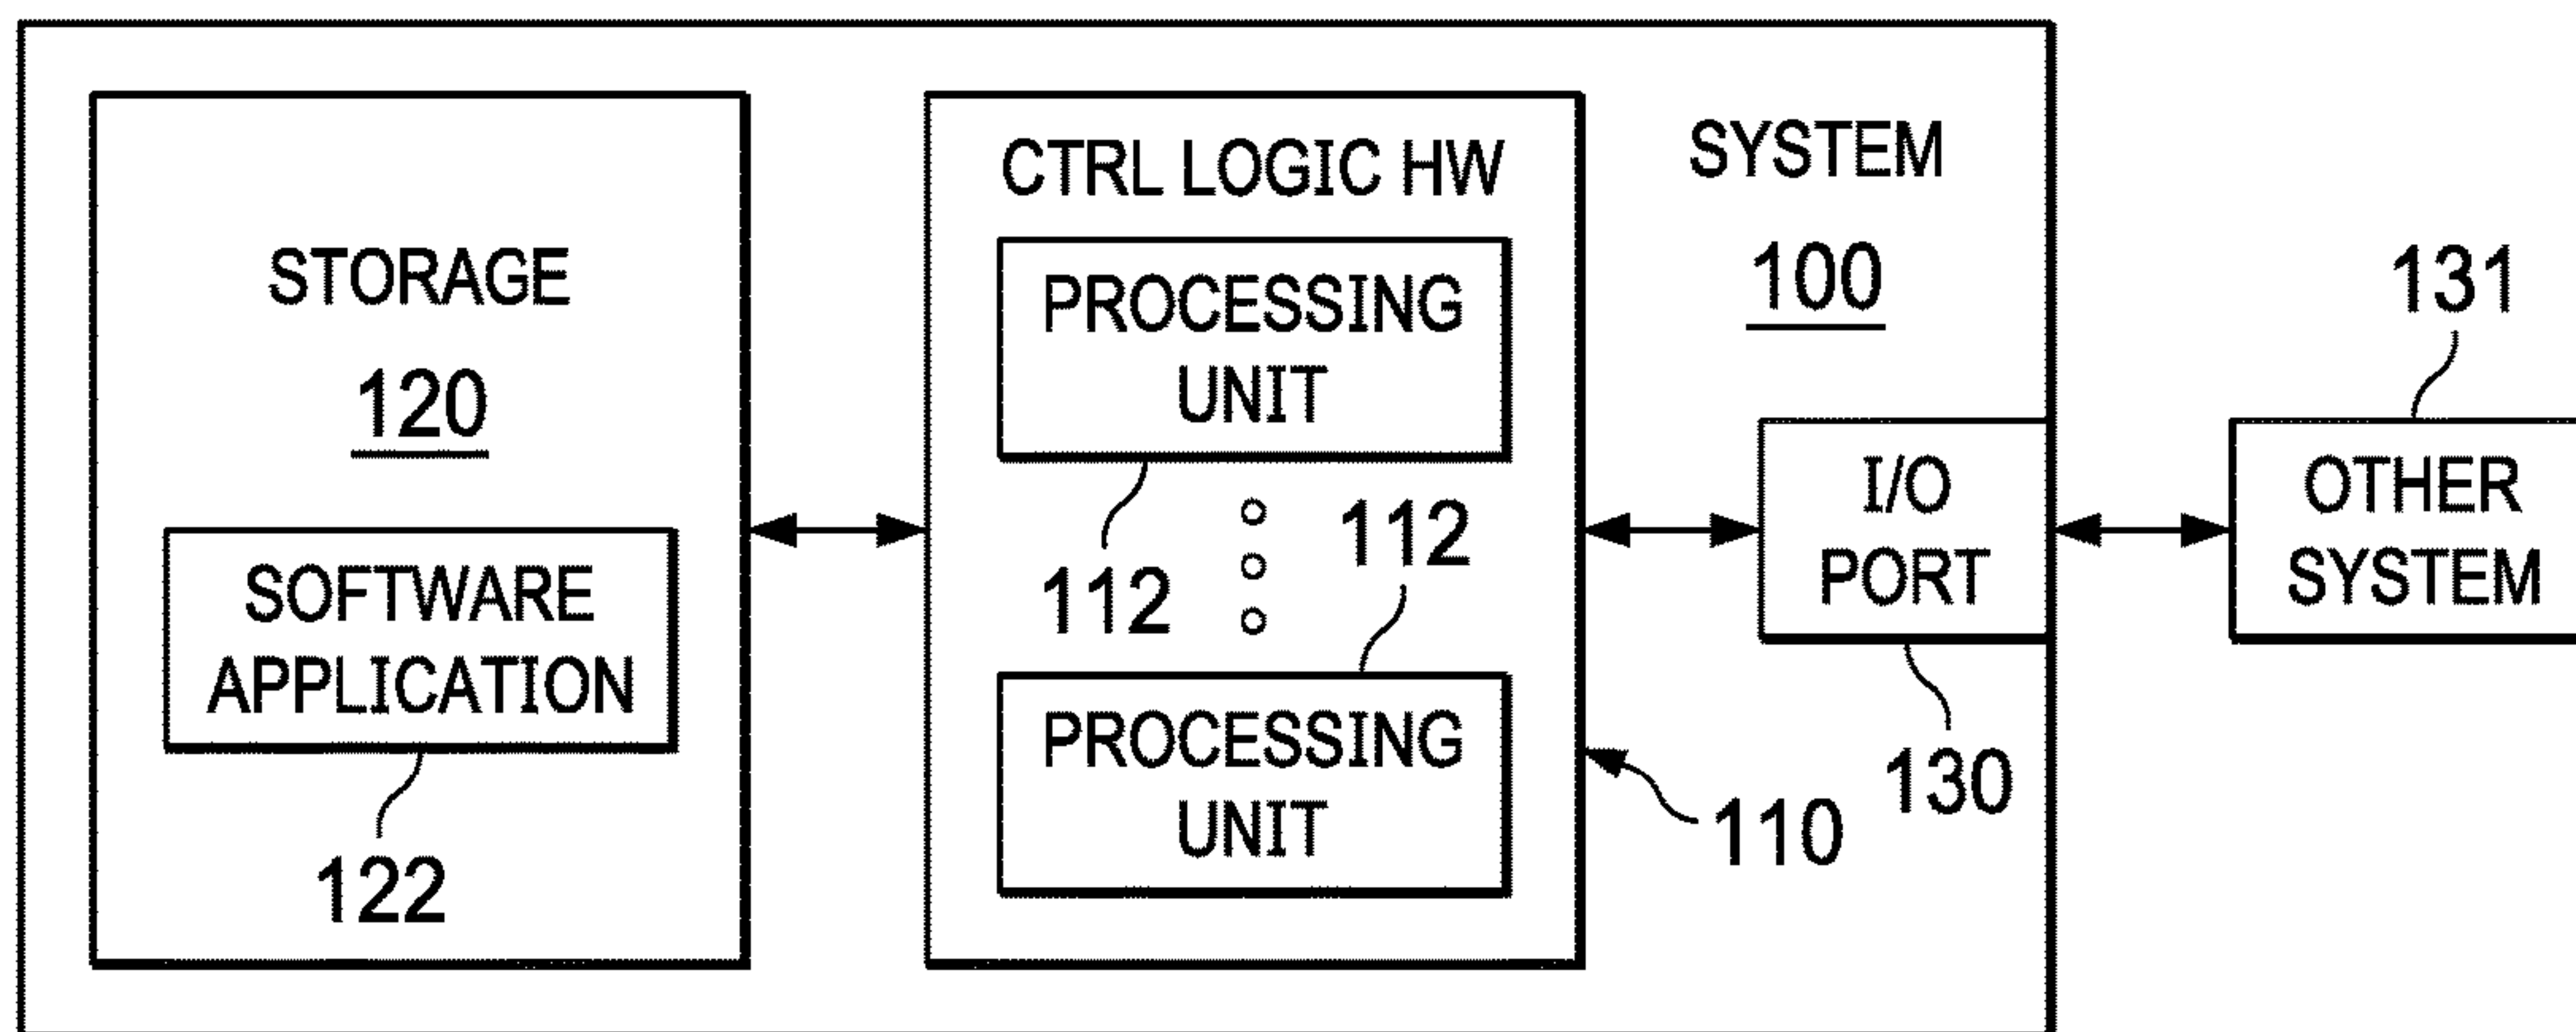 STORAGE
120
SOFTWARE
APPLICATION
122
CTRL LOGIC HW
PROCESSING
UNIT
112
112
PROCESSING
UNIT
110
SYSTEM
100
I/O
PORT
130
131
OTHER
SYSTEM